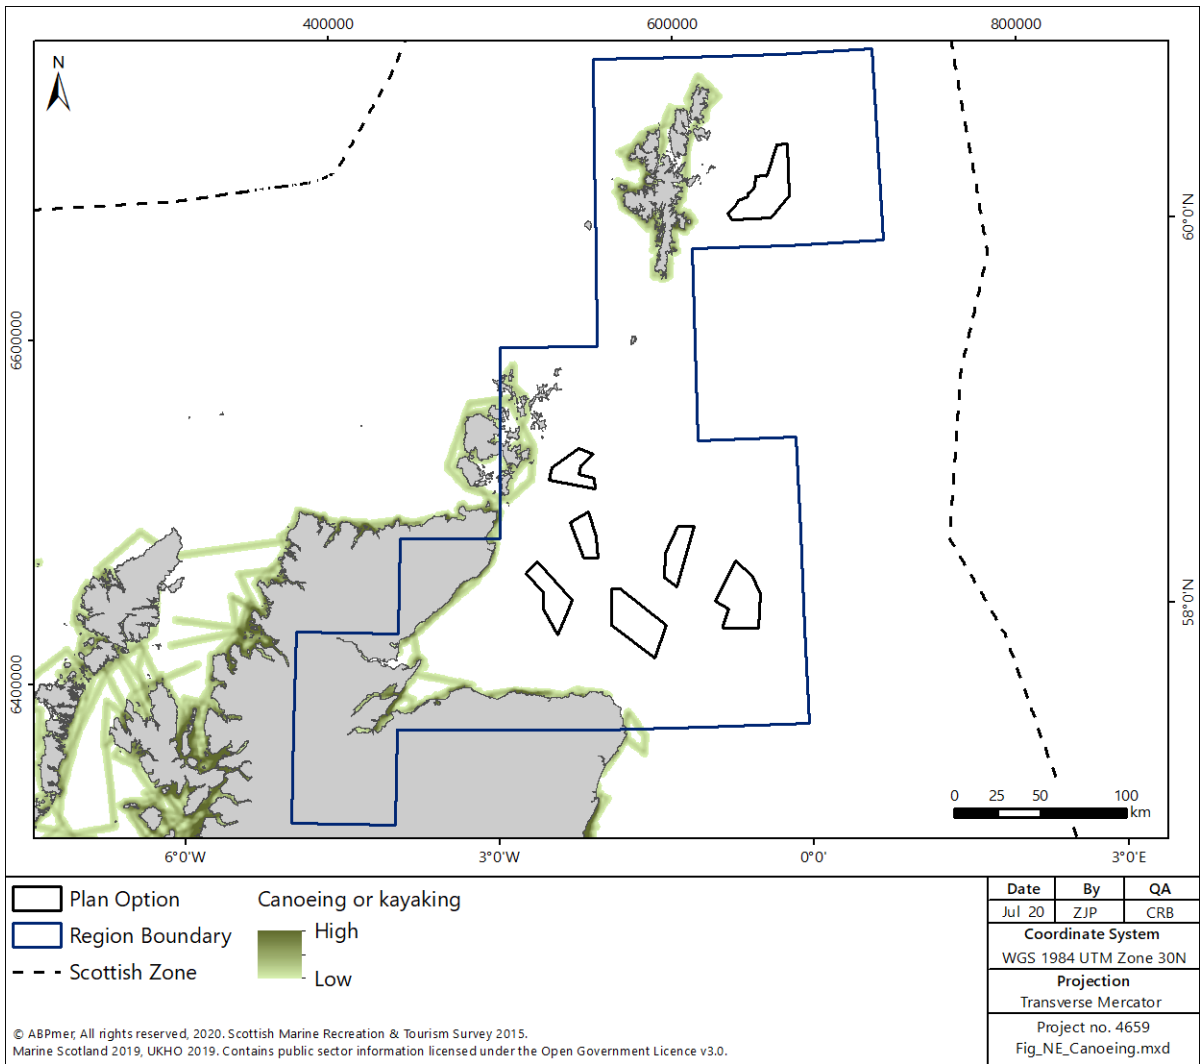 400000 600000 800000
N
60°0'N
6600000
58°0'N
6400000
0 25 50 100
km
6°0'W 3°0'W 0°0' 3°0'E
Plan Option
Region Boundary
Scottish Zone
Canoeing or kayaking
High
Low
Date By QA
Jul 20 ZJP CRB
Coordinate System
WGS 1984 UTM Zone 30N
Projection
Transverse Mercator
Project no. 4659
Fig_NE_Canoeing.mxd
© ABPmer, All rights reserved, 2020. Scottish Marine Recreation & Tourism Survey 2015.
Marine Scotland 2019, UKHO 2019. Contains public sector information licensed under the Open Government Licence v3.0.